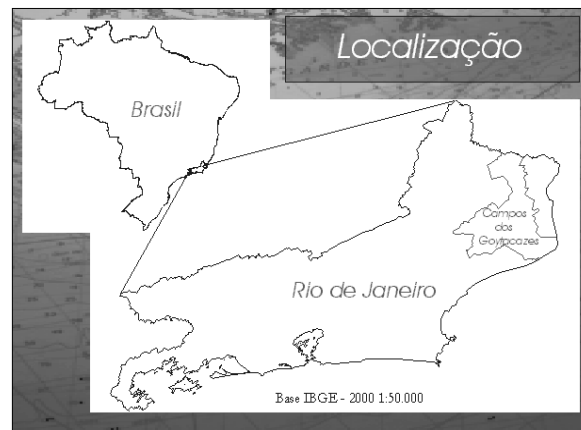 Localização
Brasil
Campos
dos
Goytacazes
Rio de Janeiro
Base IBGE - 2000 1:50.000